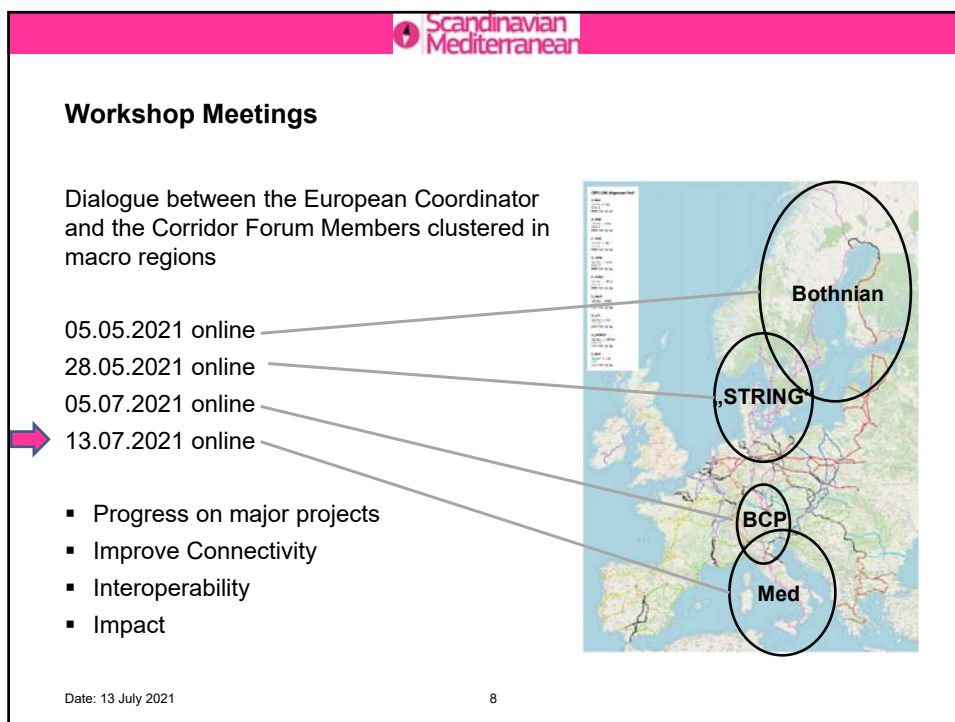 Scandinavian
Mediterranean
Workshop Meetings
Dialogue between the European Coordinator
and the Corridor Forum Members clustered in
macro regions
05.05.2021 online
28.05.2021 online
05.07.2021 online
13.07.2021 online
▪ Progress on major projects
▪ Improve Connectivity
▪ Interoperability
▪ Impact
Bothnian
„STRING“
BCP
Med
Date: 13 July 2021
8